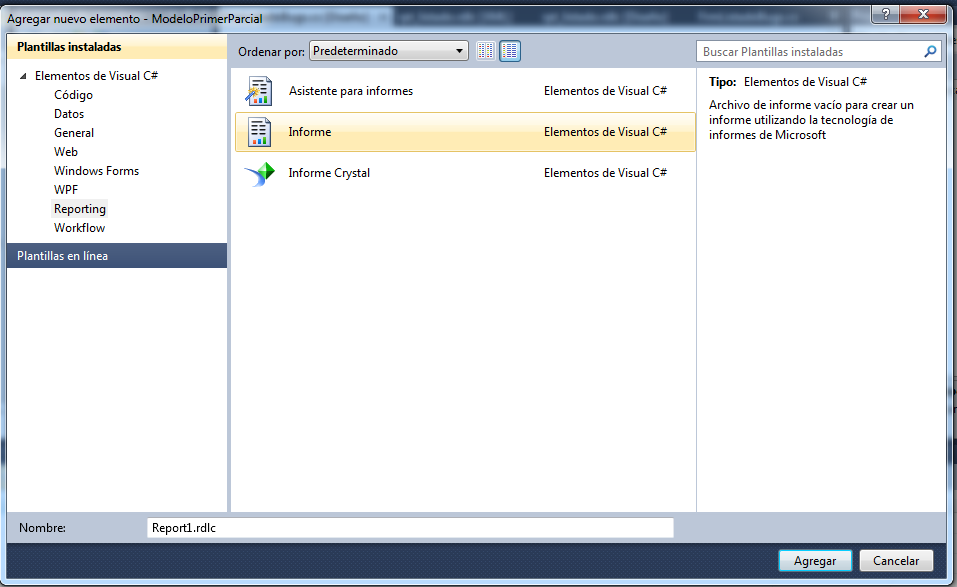 Agregar nuevo elemento - ModeloPrimerParcial
Plantillas instaladas
Elementos de Visual C#
Código
Datos
General
Web
Windows Forms
WPF
Reporting
Workflow
Plantillas en línea
Ordenar por: Predeterminado
Asistente para informes Elementos de Visual C#
Informe Elementos de Visual C#
Informe Crystal Elementos de Visual C#
Buscar Plantillas instaladas
Tipo: Elementos de Visual C#
Archivo de informe vacío para crear un
informe utilizando la tecnología de
informes de Microsoft
Nombre: Report1.rdlc
Agregar Cancelar